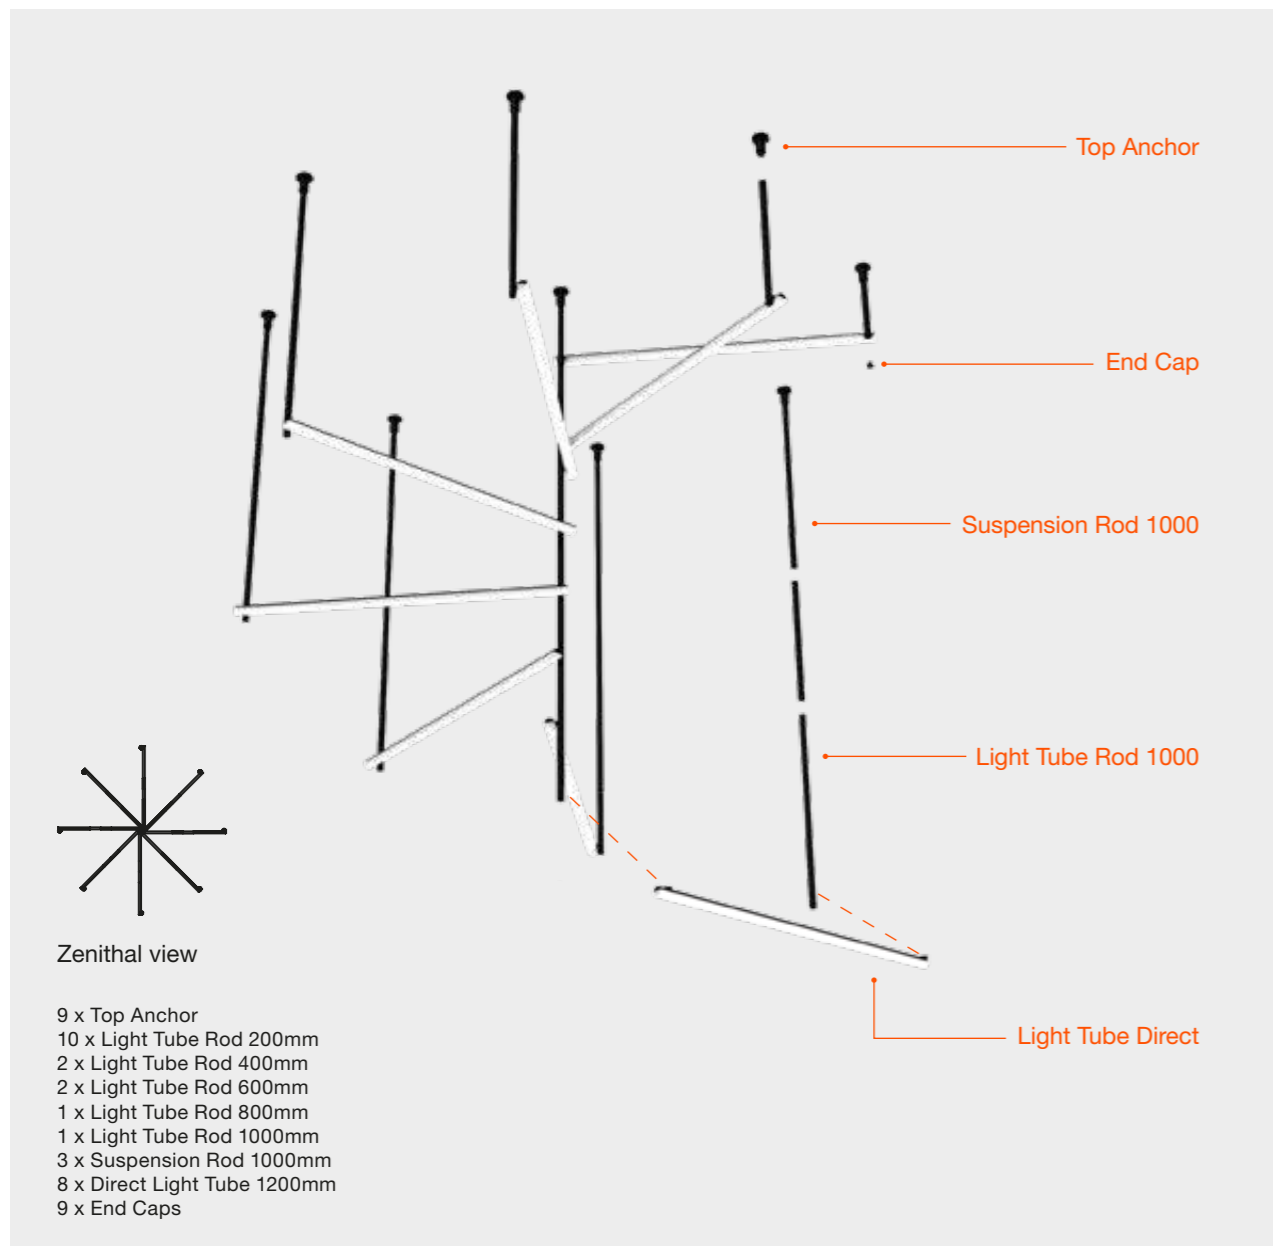 Top Anchor
End Cap
Suspension Rod 1000
Light Tube Rod 1000
Zenithal view
9 x Top Anchor
10 x Light Tube Rod 200mm
2 x Light Tube Rod 400mm
2 x Light Tube Rod 600mm
1 x Light Tube Rod 800mm
1 x Light Tube Rod 1000mm
3 x Suspension Rod 1000mm
8 x Direct Light Tube 1200mm
9 x End Caps
Light Tube Direct